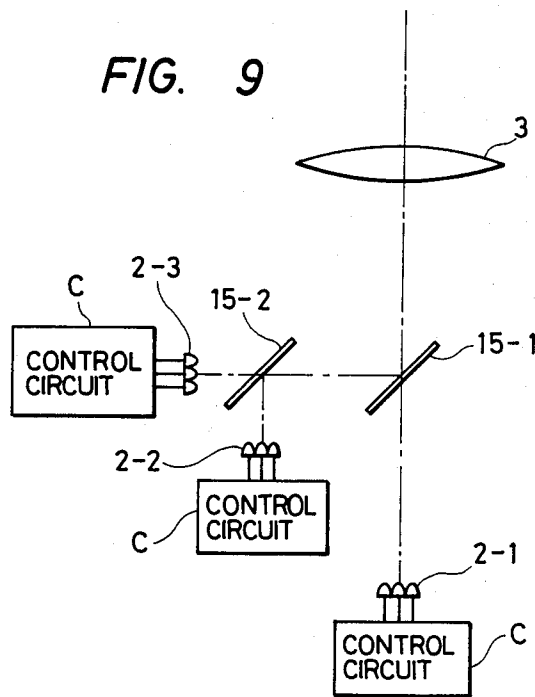 FIG. 9
3
2-3
C
15-2
15-1
CONTROL
CIRCUIT
2-2
CONTROL
CIRCUIT
C
2-1
CONTROL
CIRCUIT
C